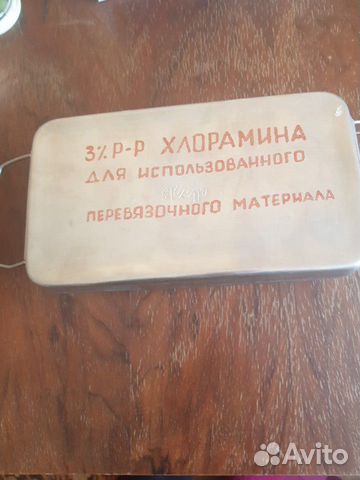 3% Р-Р ХЛОРАМИНА
ДЛЯ ИСПОЛЬЗОВАННОГО
ПЕРЕВЯЗОЧНОГО МАТЕРИАЛА
Avito